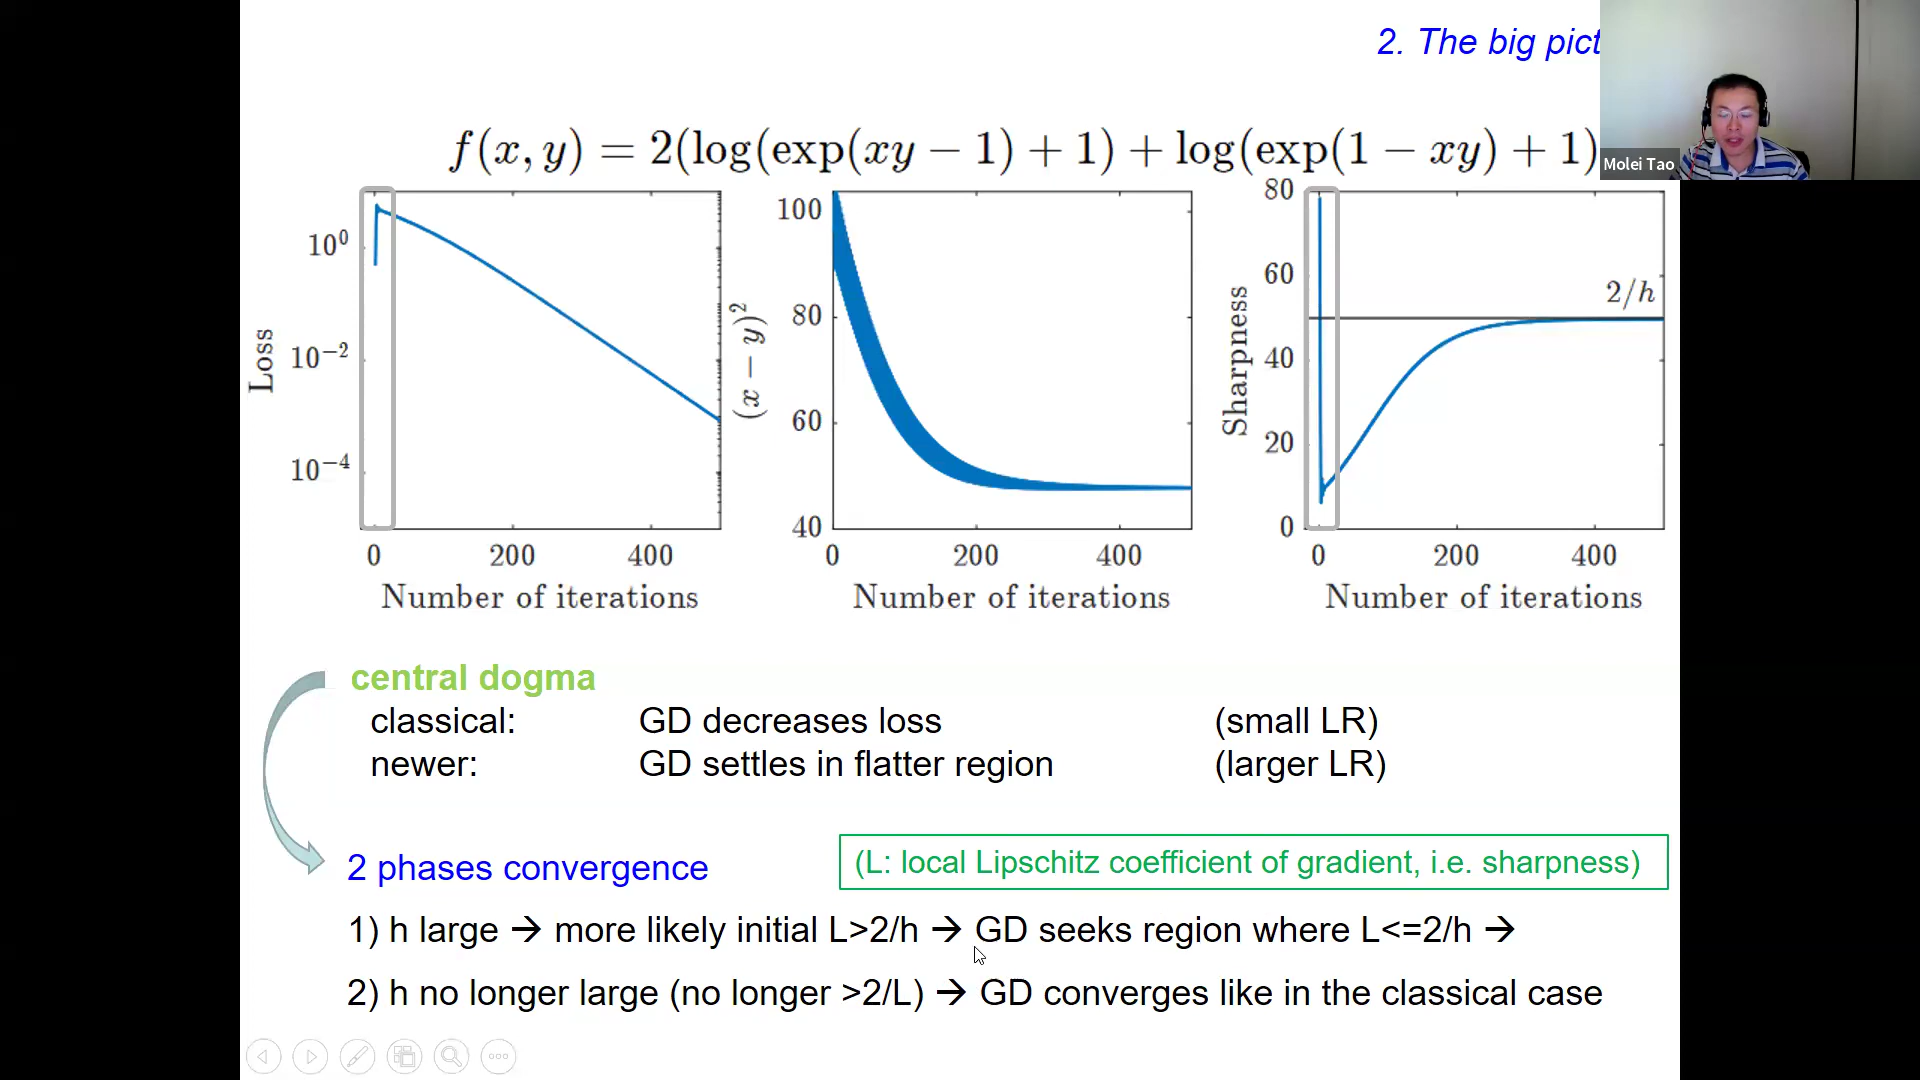 2. The big pict
Molei Tao
f(x, y) = 2(log(exp(xy − 1) + 1) + log(exp(1 − xy) + 1)
Loss
10⁰
10⁻²
10⁻⁴
0 200 400
Number of iterations
(x − y)²
100
80
60
40
0 200 400
Number of iterations
Sharpness
80
60
40
20
0
2/h
0 200 400
Number of iterations
central dogma
classical: GD decreases loss (small LR)
newer: GD settles in flatter region (larger LR)
2 phases convergence
(L: local Lipschitz coefficient of gradient, i.e. sharpness)
1) h large → more likely initial L>2/h → GD seeks region where L<=2/h →
2) h no longer large (no longer >2/L) → GD converges like in the classical case